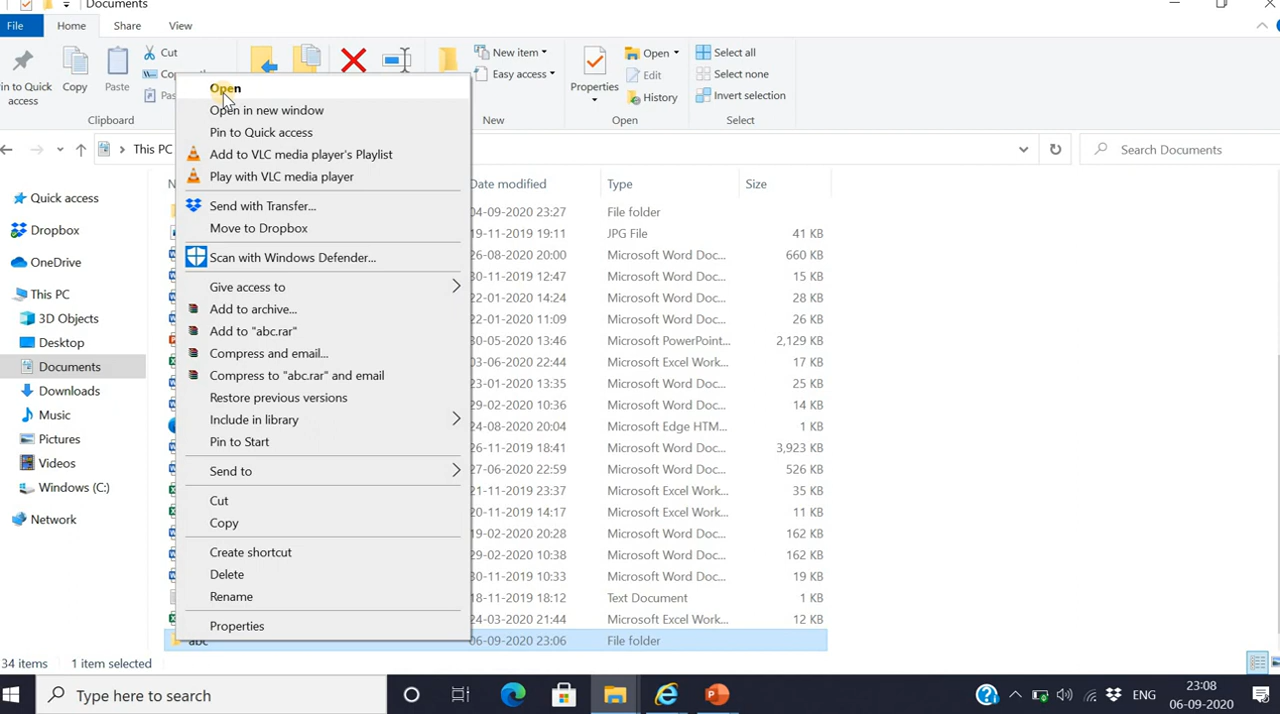 Documents
File Home Share View
Pin to Quick access
Copy
Paste
Cut
New item
Easy access
Properties
Open
Edit
History
Select all
Select none
Invert selection
Clipboard
New
Open
Select
This PC
Search Documents
Date modified
Type
Size
Quick access
Dropbox
OneDrive
This PC
3D Objects
Desktop
Documents
Downloads
Music
Pictures
Videos
Windows (C:)
Network
Open
Open in new window
Pin to Quick access
Add to VLC media player's Playlist
Play with VLC media player
Send with Transfer...
Move to Dropbox
Scan with Windows Defender...
Give access to
Add to archive...
Add to "abc.rar"
Compress and email...
Compress to "abc.rar" and email
Restore previous versions
Include in library
Pin to Start
Send to
Cut
Copy
Create shortcut
Delete
Rename
Properties
04-09-2020 23:27 File folder
19-11-2019 19:11 JPG File 41 KB
26-08-2020 20:00 Microsoft Word Doc... 660 KB
30-11-2019 12:47 Microsoft Word Doc... 15 KB
22-01-2020 14:24 Microsoft Word Doc... 28 KB
22-01-2020 11:09 Microsoft Word Doc... 26 KB
30-05-2020 13:46 Microsoft PowerPoint... 2,129 KB
03-06-2020 22:44 Microsoft Excel Work... 17 KB
23-01-2020 13:35 Microsoft Word Doc... 25 KB
29-02-2020 10:36 Microsoft Word Doc... 14 KB
24-08-2020 20:04 Microsoft Edge HTM... 1 KB
26-11-2019 18:41 Microsoft Word Doc... 3,923 KB
27-06-2020 22:59 Microsoft Word Doc... 526 KB
21-11-2019 23:37 Microsoft Excel Work... 35 KB
20-11-2019 14:17 Microsoft Excel Work... 11 KB
19-02-2020 20:28 Microsoft Word Doc... 162 KB
29-02-2020 10:38 Microsoft Word Doc... 162 KB
30-11-2019 10:33 Microsoft Word Doc... 19 KB
18-11-2019 18:12 Text Document 1 KB
24-03-2020 21:44 Microsoft Excel Work... 12 KB
abc 06-09-2020 23:06 File folder
34 items 1 item selected
Type here to search
ENG
23:08
06-09-2020